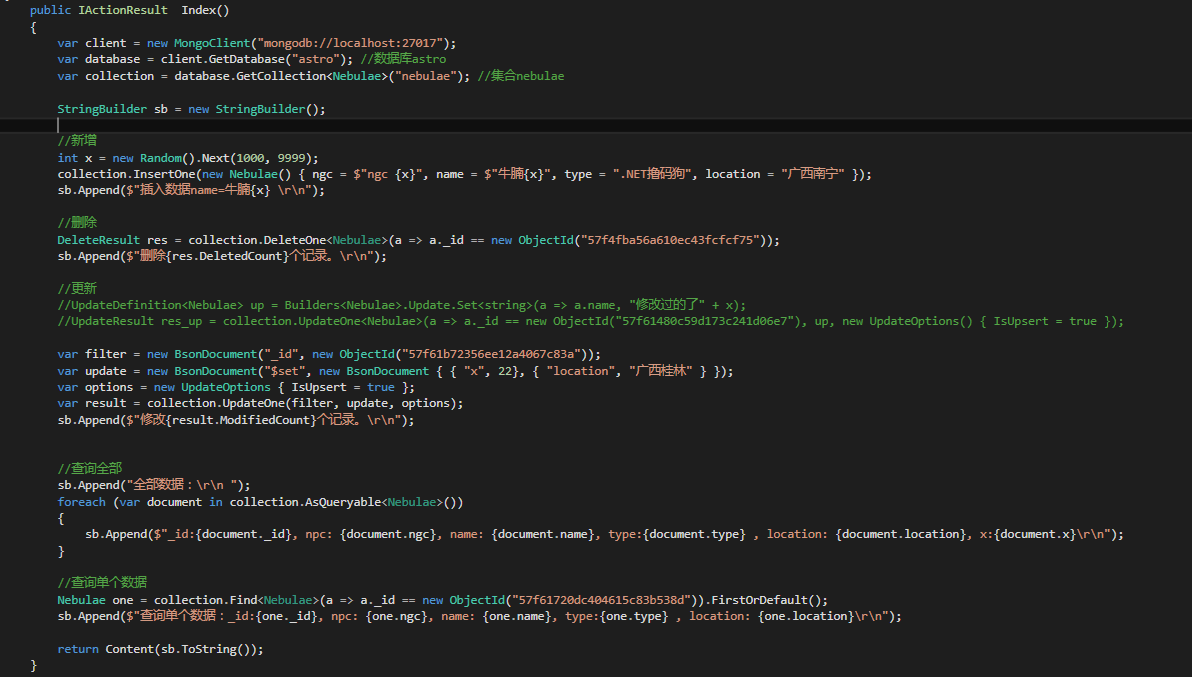 public IActionResult  Index()
{
var client = new MongoClient("mongodb://localhost:27017");
var database = client.GetDatabase("astro"); //数据库astro
var collection = database.GetCollection<Nebulae>("nebulae"); //集合nebulae
StringBuilder sb = new StringBuilder();
//新增
int x = new Random().Next(1000, 9999);
collection.InsertOne(new Nebulae() { ngc = $"ngc {x}", name = $"牛腩{x}", type = ".NET撸码狗", location = "广西南宁" });
sb.Append($"插入数据name=牛腩{x} \r\n");
//删除
DeleteResult res = collection.DeleteOne<Nebulae>(a => a._id == new ObjectId("57f4fba56a610ec43fcfcf75"));
sb.Append($"删除{res.DeletedCount}个记录。\r\n");
//更新
//UpdateDefinition<Nebulae> up = Builders<Nebulae>.Update.Set<string>(a => a.name, "修改过的了" + x);
//UpdateResult res_up = collection.UpdateOne<Nebulae>(a => a._id == new ObjectId("57f61480c59d173c241d06e7"), up, new UpdateOptions() { IsUpsert = true });
var filter = new BsonDocument("_id", new ObjectId("57f61b72356ee12a4067c83a"));
var update = new BsonDocument("$set", new BsonDocument { { "x", 22}, { "location", "广西桂林" } });
var options = new UpdateOptions { IsUpsert = true };
var result = collection.UpdateOne(filter, update, options);
sb.Append($"修改{result.ModifiedCount}个记录。\r\n");
//查询全部
sb.Append("全部数据：\r\n ");
foreach (var document in collection.AsQueryable<Nebulae>())
{
sb.Append($"_id:{document._id}, npc: {document.ngc}, name: {document.name}, type:{document.type} , location: {document.location}, x:{document.x}\r\n");
}
//查询单个数据
Nebulae one = collection.Find<Nebulae>(a => a._id == new ObjectId("57f61720dc404615c83b538d")).FirstOrDefault();
sb.Append($"查询单个数据：_id:{one._id}, npc: {one.ngc}, name: {one.name}, type:{one.type} , location: {one.location}\r\n");
return Content(sb.ToString());
}